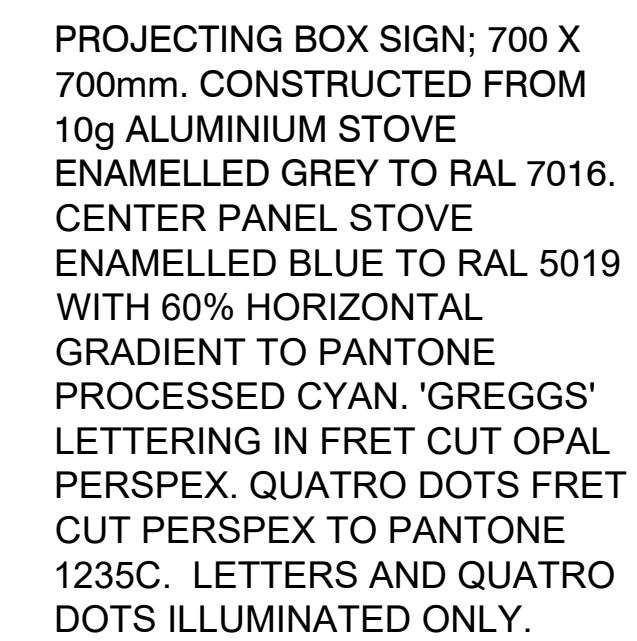 PROJECTING BOX SIGN; 700 X
700mm. CONSTRUCTED FROM
10g ALUMINIUM STOVE
ENAMELLED GREY TO RAL 7016.
CENTER PANEL STOVE
ENAMELLED BLUE TO RAL 5019
WITH 60% HORIZONTAL
GRADIENT TO PANTONE
PROCESSED CYAN. 'GREGGS'
LETTERING IN FRET CUT OPAL
PERSPEX. QUATRO DOTS FRET
CUT PERSPEX TO PANTONE
1235C.  LETTERS AND QUATRO
DOTS ILLUMINATED ONLY.